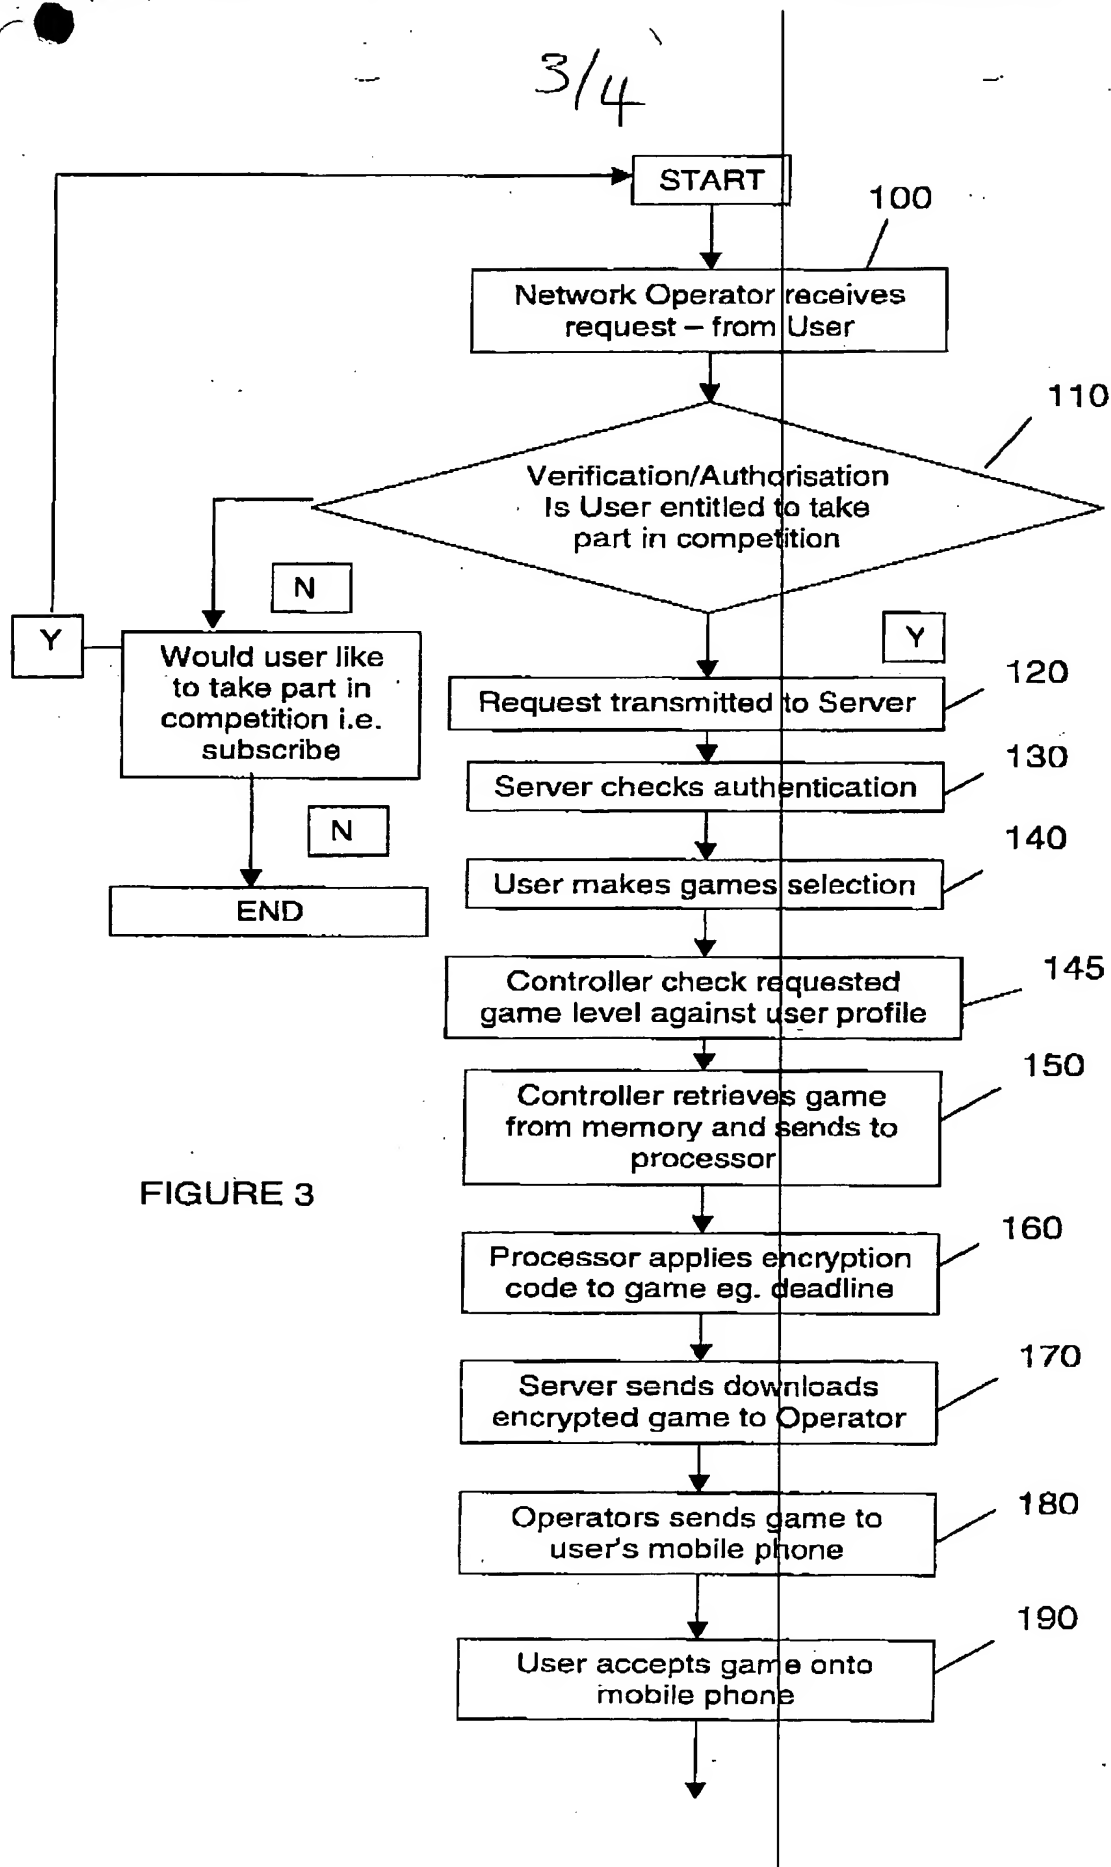 3/4
START
100
Network Operator receives
request – from User
110
Verification/Authorisation
Is User entitled to take
part in competition
N
Y
Would user like
to take part in
competition i.e.
subscribe
N
END
Y
Request transmitted to Server
120
Server checks authentication
130
User makes games selection
140
Controller check requested
game level against user profile
145
Controller retrieves game
from memory and sends to
processor
150
FIGURE 3
Processor applies encryption
code to game eg. deadline
160
Server sends downloads
encrypted game to Operator
170
Operators sends game to
user's mobile phone
180
User accepts game onto
mobile phone
190